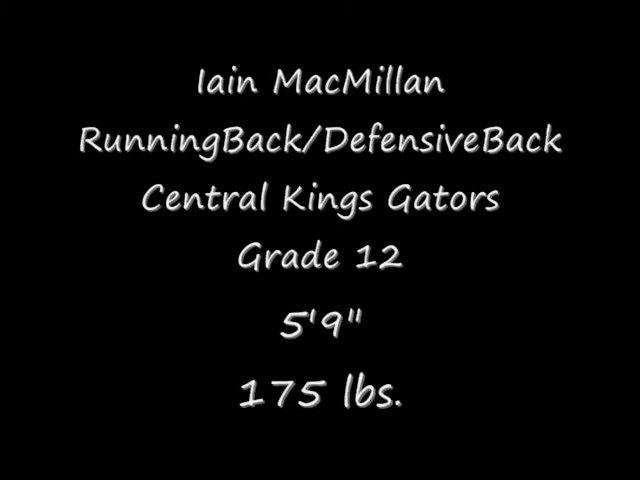 Iain MacMillan
RunningBack/DefensiveBack
Central Kings Gators
Grade 12
5'9"
175 lbs.